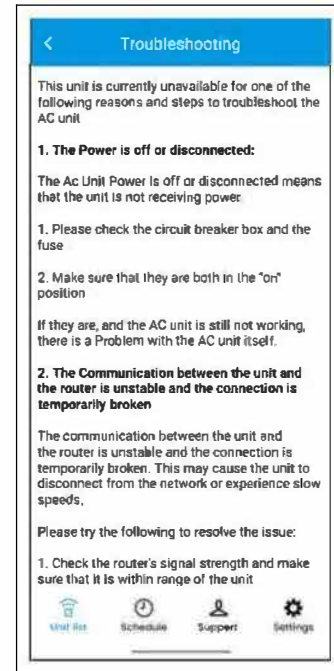 Troubleshooting
This unit is currently unavailable for one of the
following reasons and steps to troubleshoot the
AC unit
1. The Power is off or disconnected:
The Ac Unit Power Is off or disconnected means
that the unit is not receiving power
1. Please check the circuit breaker box and the
fuse
2. Make sure that they are both in the "on"
position
If they are, and the AC unit is still not working,
there is a Problem with the AC unit itself.
2. The Communication between the unit and
the router is unstable and the connection is
temporarily broken
The communication between the unit and
the router is unstable and the connection is
temporarily broken. This may cause the unit to
disconnect from the network or experience slow
speeds.
Please try the following to resolve the issue:
1. Check the router's signal strength and make
sure that it is within range of the unit
Unit list Schedule Support Settings